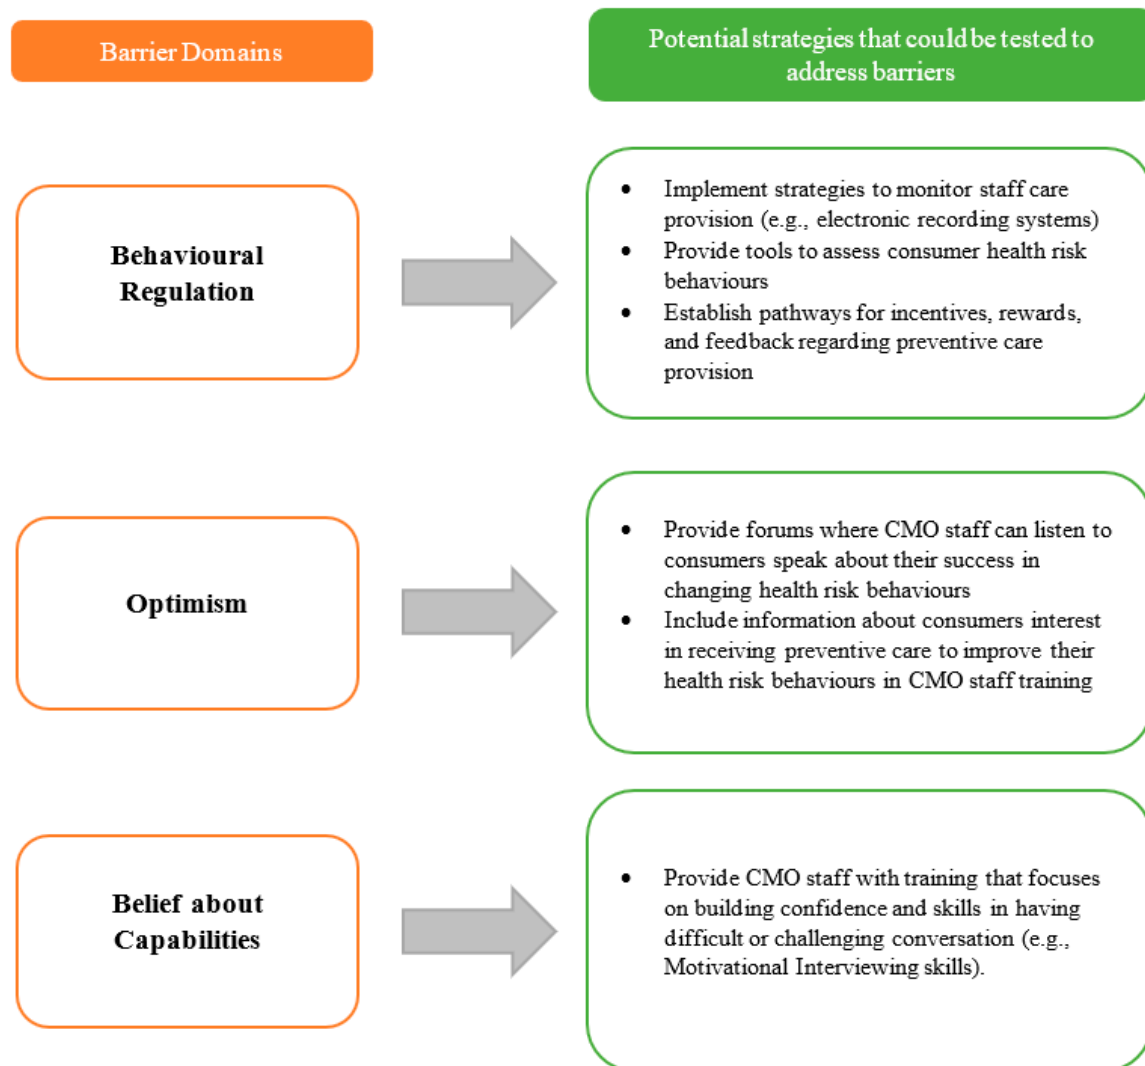 Barrier Domains
Potential strategies that could be tested to
address barriers
Behavioural
Regulation
• Implement strategies to monitor staff care
provision (e.g., electronic recording systems)
• Provide tools to assess consumer health risk
behaviours
• Establish pathways for incentives, rewards,
and feedback regarding preventive care
provision
Optimism
• Provide forums where CMO staff can listen to
consumers speak about their success in
changing health risk behaviours
• Include information about consumers interest
in receiving preventive care to improve their
health risk behaviours in CMO staff training
Belief about
Capabilities
• Provide CMO staff with training that focuses
on building confidence and skills in having
difficult or challenging conversation (e.g.,
Motivational Interviewing skills).